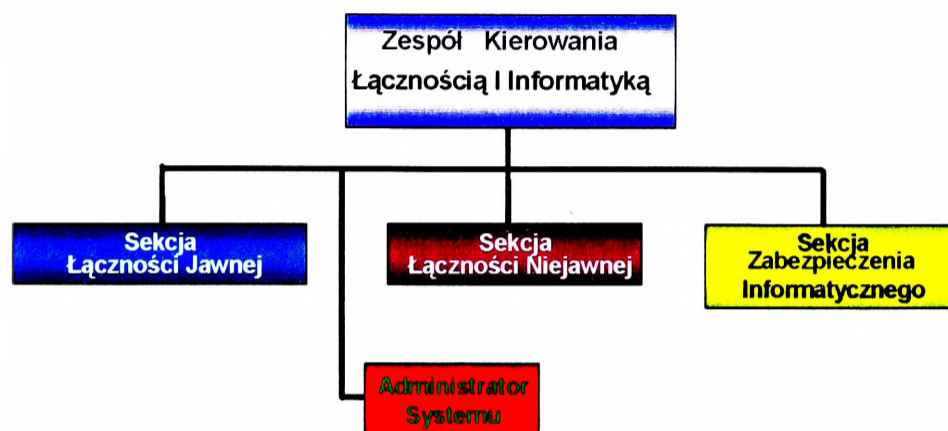 Zespół Kierowania
Łącznością I Informatyką
Sekcja
Łączności Jawnej
Sekcja
Łączności Niejawnej
Sekcja
Zabezpieczenia
Informatycznego
Administrator
Systemu